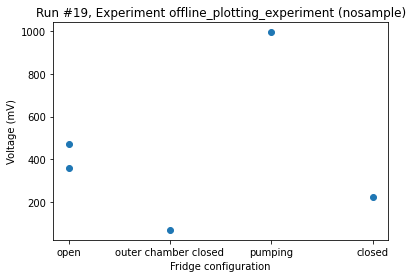 Run #19, Experiment offline_plotting_experiment (nosample)
1000
800
600
400
200
Voltage (mV)
open
outer chamber closed
pumping
closed
Fridge configuration